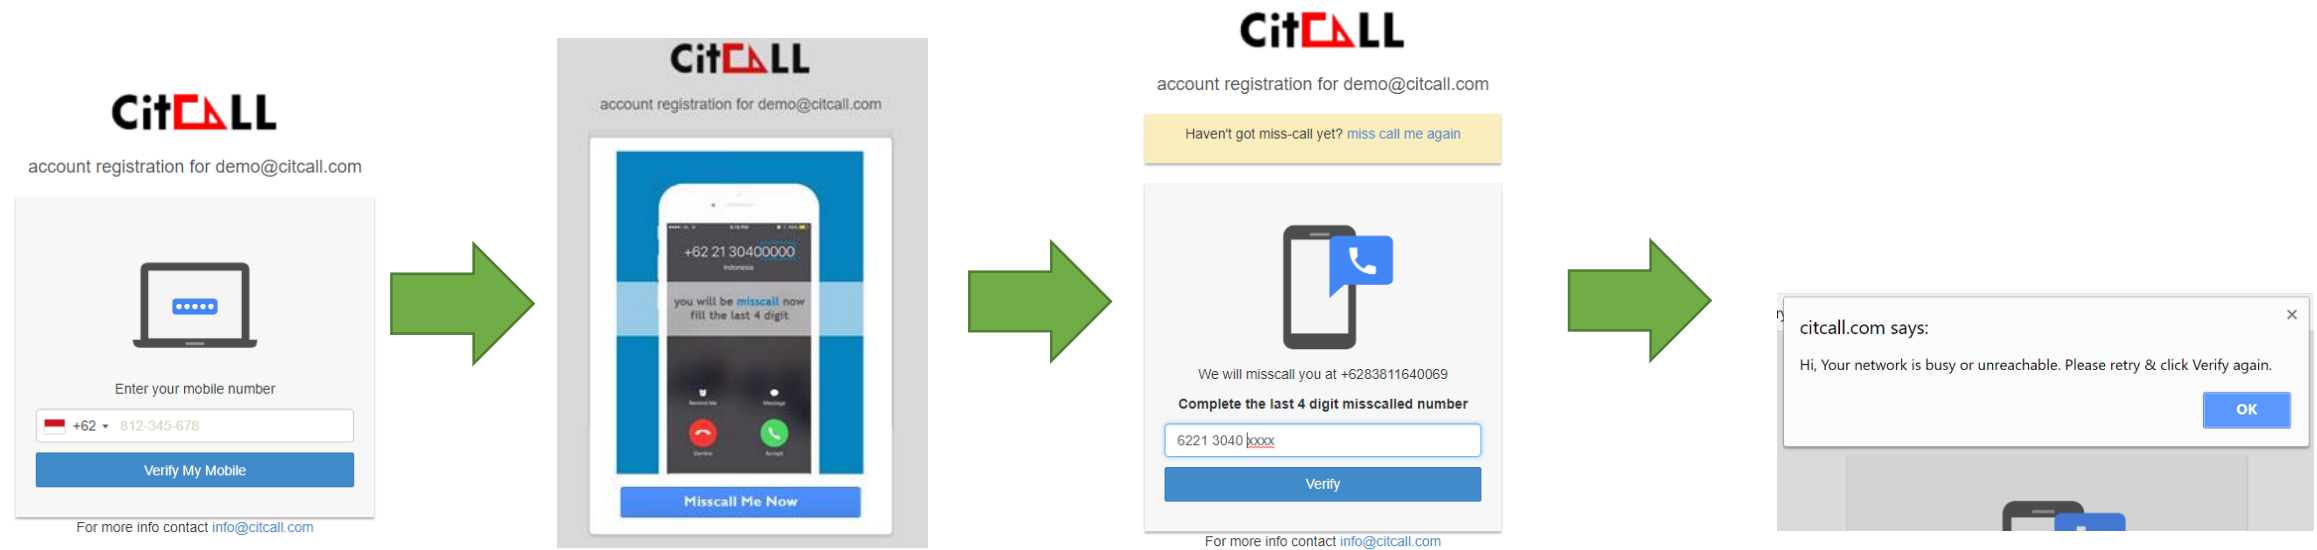 CitCALL
account registration for demo@citcall.com
Enter your mobile number
+62 812-345-678
Verify My Mobile
For more info contact info@citcall.com
CitCALL
account registration for demo@citcall.com
+62 21 30400000
Indonesia
you will be misscall now
fill the last 4 digit
Remind Me Message
Decline Accept
Misscall Me Now
CitCALL
account registration for demo@citcall.com
Haven't got miss-call yet? miss call me again
We will misscall you at +6283811640069
Complete the last 4 digit misscalled number
6221 3040 xxxx
Verify
For more info contact info@citcall.com
citcall.com says:
Hi, Your network is busy or unreachable. Please retry & click Verify again.
OK